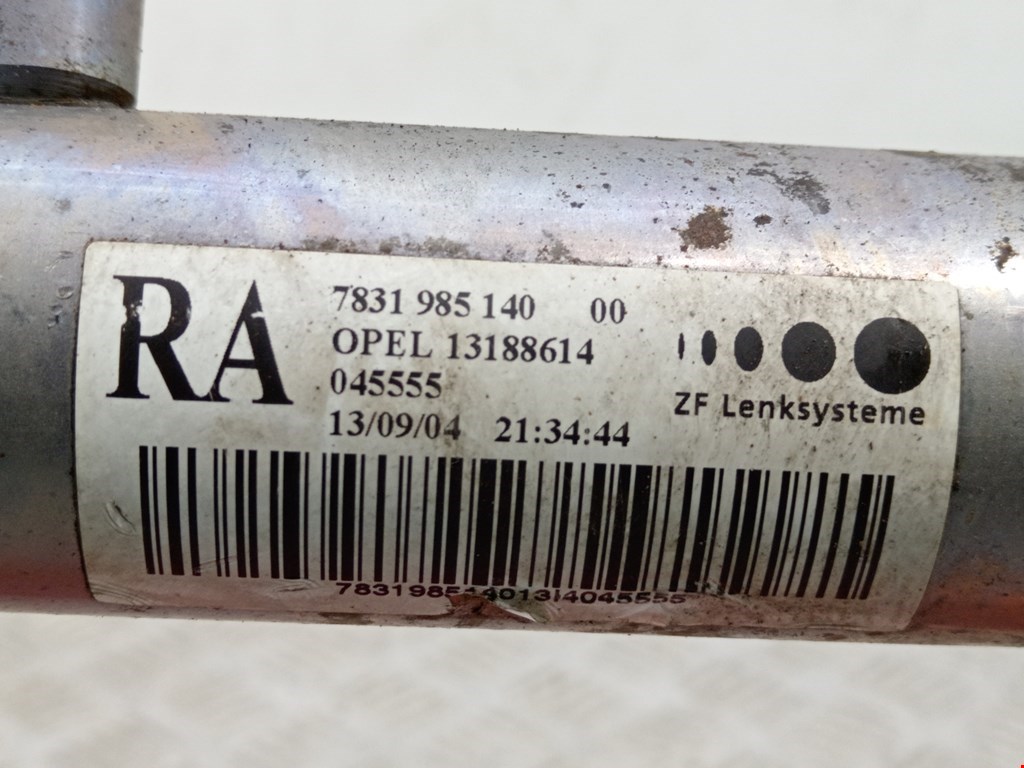 RA
7831 985 140 00
OPEL 13188614
045555
13/09/04 21:34:44
ZF Lenksysteme